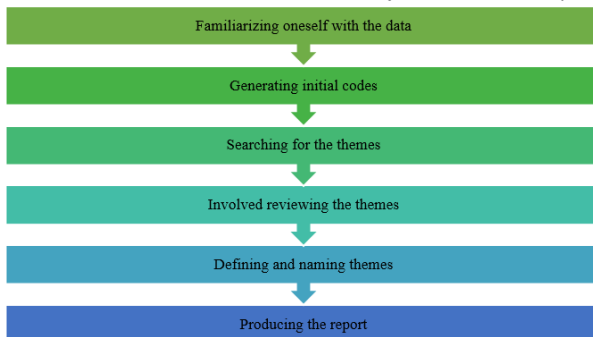 Familiarizing oneself with the data
Generating initial codes
Searching for the themes
Involved reviewing the themes
Defining and naming themes
Producing the report